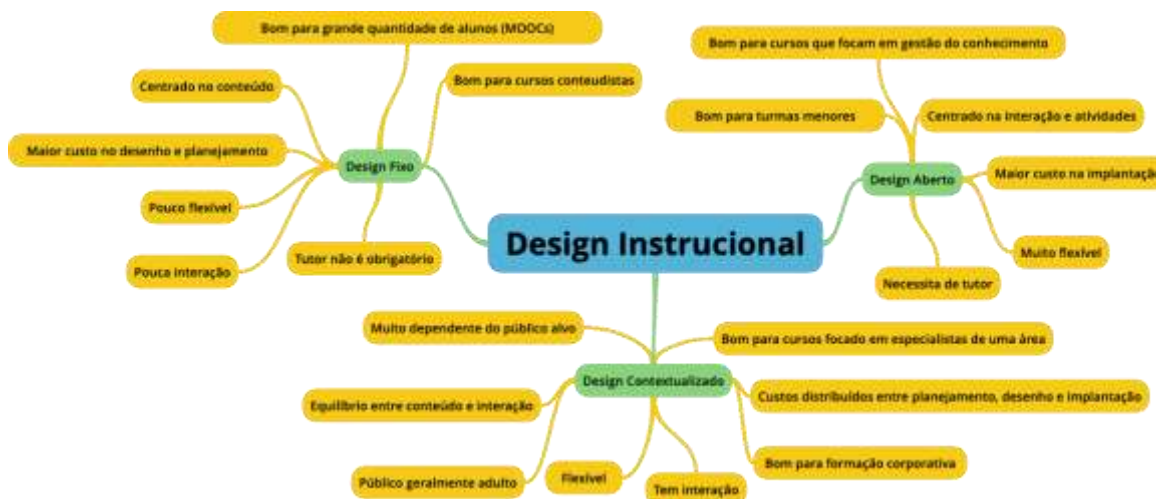 Bom para grande quantidade de alunos (MOOCs)
Centrado no conteúdo
Bom para cursos conteudistas
Maior custo no desenho e planejamento
Design Fixo
Pouco flexível
Pouca interação
Tutor não é obrigatório
Bom para cursos que focam em gestão do conhecimento
Bom para turmas menores
Centrado na interação e atividades
Design Aberto
Maior custo na implantação
Muito flexível
Necessita de tutor
Design Instrucional
Muito dependente do público alvo
Bom para cursos focado em especialistas de uma área
Design Contextualizado
Equilíbrio entre conteúdo e interação
Custos distribuídos entre planejamento, desenho e implantação
Público geralmente adulto
Flexível
Tem interação
Bom para formação corporativa